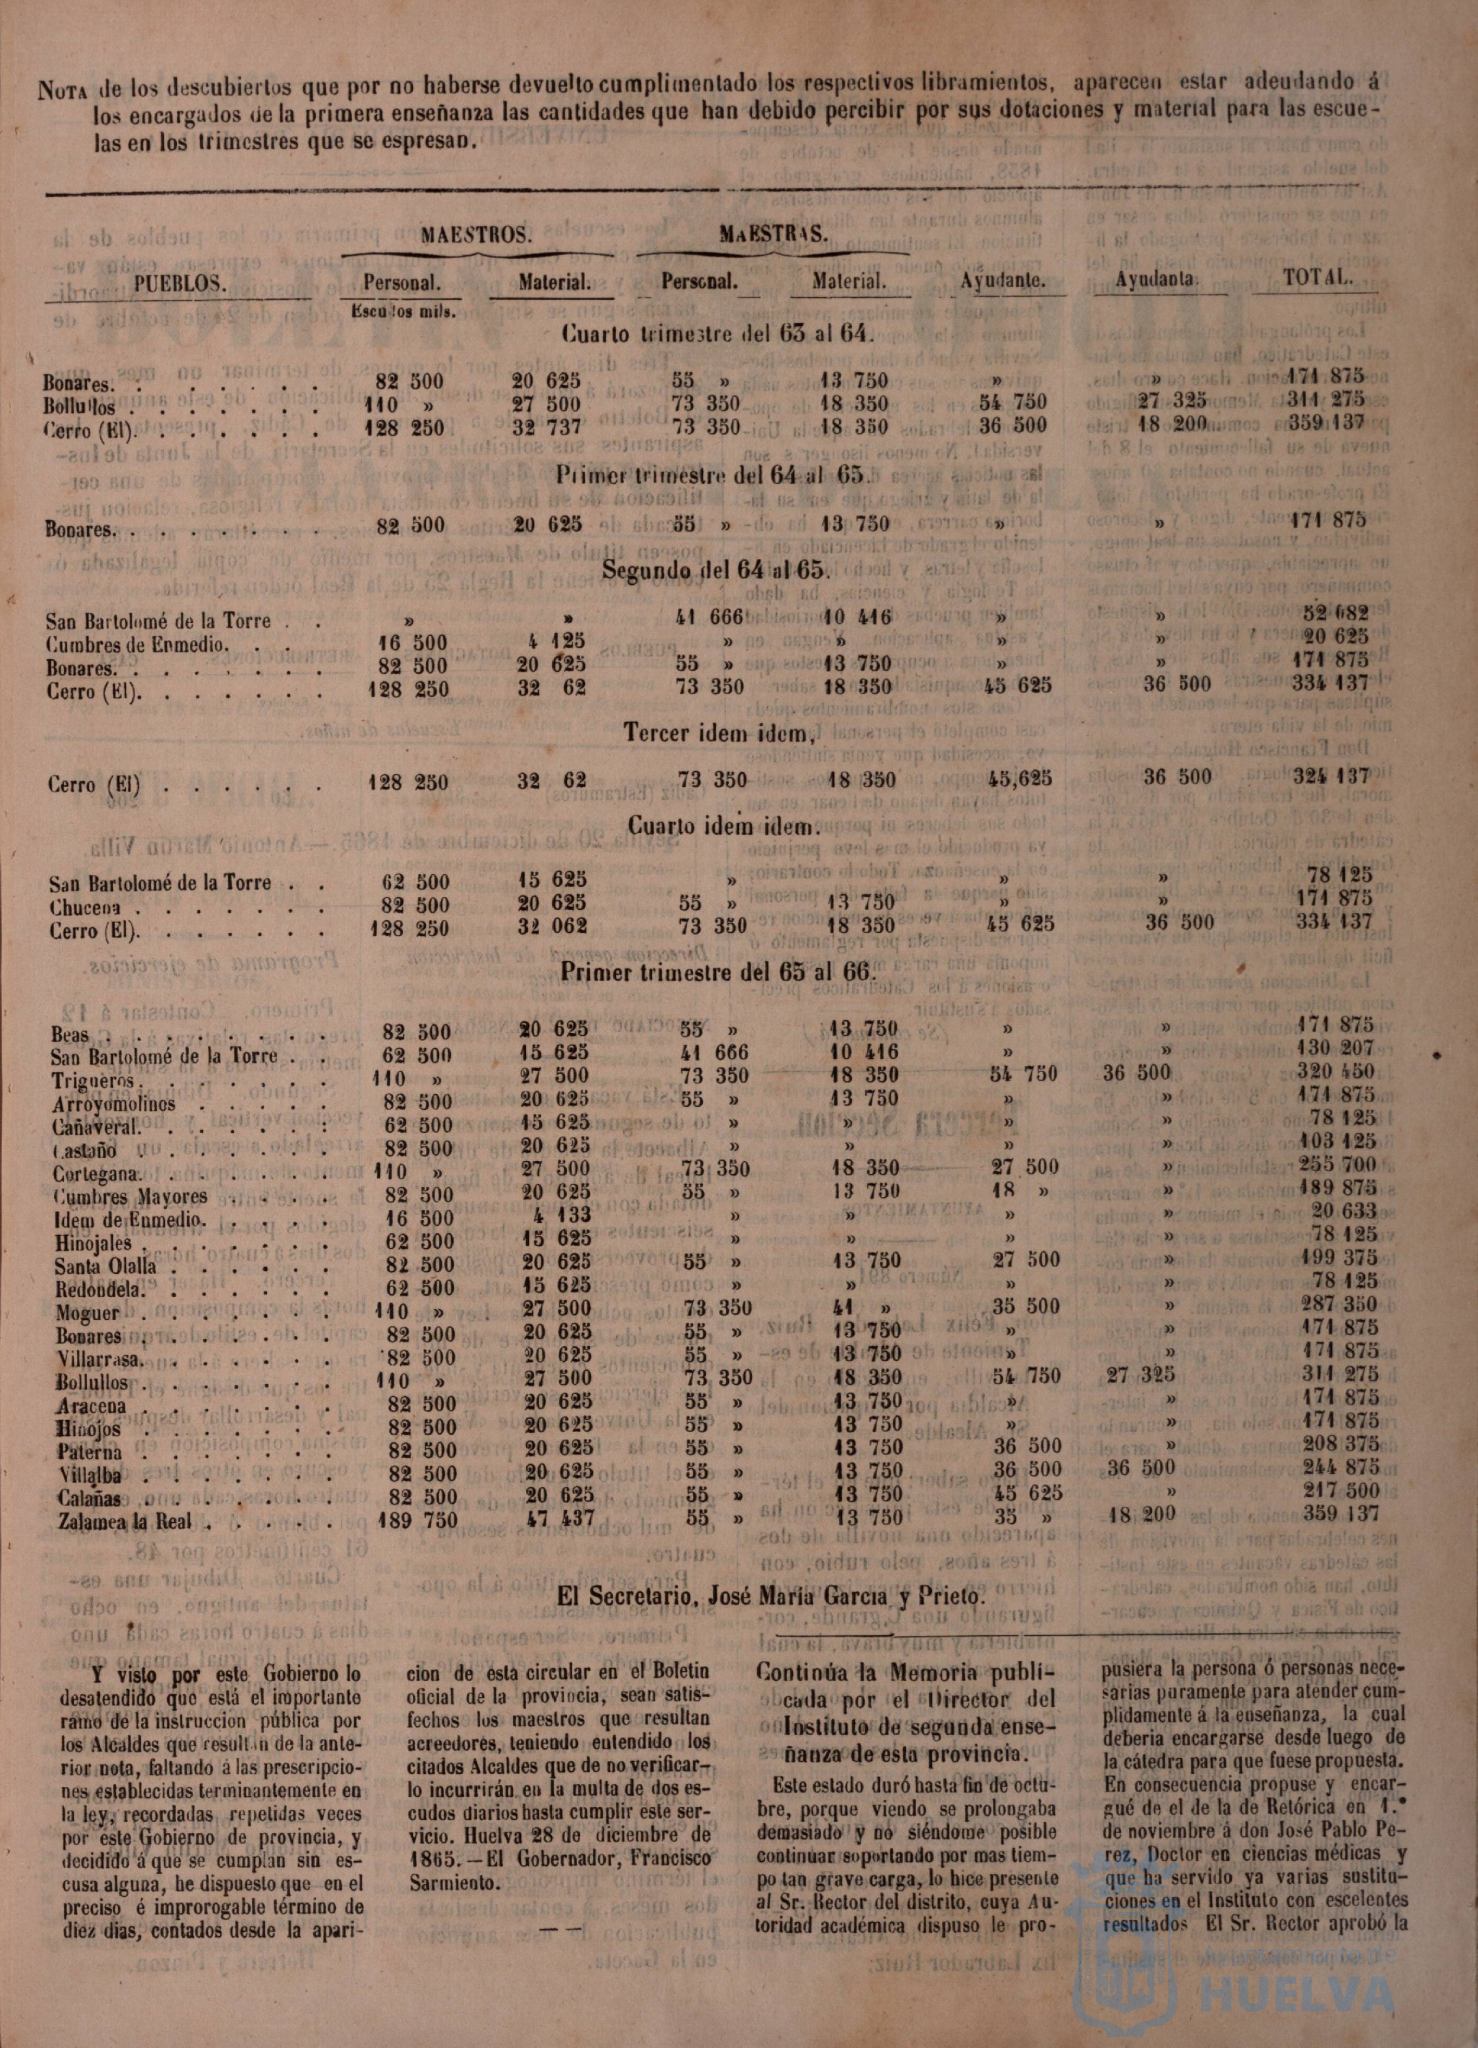 NOTA de los descubiertos que por no haberse devuelto cumplimentado los respectivos libramientos, aparecen estar adeudando á
los encargados de la primera enseñanza las cantidades que han debido percibir por sus dotaciones y material para las escue-
las en los trimestres que se espresan.
MAESTROS. MAESTRAS.
PUEBLOS. Personal. Material. Personal. Material. Ayudante. Ayudanta. TOTAL.
Escudos mils.
Cuarto trimestre del 63 al 64.
Bonares. . . . . . . . 82 500 20 625 55 » 13 750 » » 171 875
Bollullos . . . . . . . 110 » 27 500 73 350 18 350 54 750 27 325 311 275
Cerro (El). . . . . . . 128 250 32 737 73 350 18 350 36 500 18 200 359 137
Primer trimestre del 64 al 65.
Bonares. . . . . . . . 82 500 20 625 55 » 13 750 » » 171 875
Segundo del 64 al 65.
San Bartolomé de la Torre . . » » 41 666 10 416 » » 52 082
Cumbres de Enmedio. . . 16 500 4 125 » » » » 20 625
Bonares. . . . . . . . 82 500 20 625 55 » 13 750 » » 171 875
Cerro (El). . . . . . . 128 250 32 62 73 350 18 350 45 625 36 500 334 137
Tercer idem idem,
Cerro (El) . . . . . . 128 250 32 62 73 350 18 350 45,625 36 500 324 137
Cuarto idem idem.
San Bartolomé de la Torre . . 62 500 15 625 » » » 78 125
Chucena . . . . . . . 82 500 20 625 55 » 13 750 » » 171 875
Cerro (El). . . . . . . 128 250 32 062 73 350 18 350 45 625 36 500 334 137
Primer trimestre del 65 al 66.
Beas . . . . . . . . 82 500 20 625 55 » 13 750 » » 171 875
San Bartolomé de la Torre . . 62 500 15 625 41 666 10 416 » » 130 207
Trigueros. . . . . . . 110 » 27 500 73 350 18 350 54 750 36 500 320 450
Arroyomolinos . . . . . 82 500 20 625 55 » 13 750 » » 171 875
Cañaveral. . . . . . . 62 500 15 625 » » » » 78 125
Castaño . . . . . . . 82 500 20 625 » » » » 103 125
Cortegana. . . . . . . 110 » 27 500 73 350 18 350 27 500 » 255 700
Cumbres Mayores . . . . 82 500 20 625 55 » 13 750 18 » » 189 875
Idem de Enmedio. . . . . 16 500 4 133 » » » » 20 633
Hinojales . . . . . . . 62 500 15 625 » » » » 78 125
Santa Olalla . . . . . . 82 500 20 625 55 » 13 750 27 500 » 199 375
Redondela. . . . . . . 62 500 15 625 » » » » 78 125
Moguer . . . . . . . 110 » 27 500 73 350 41 » 35 500 » 287 350
Bonares . . . . . . . 82 500 20 625 55 » 13 750 » » 171 875
Villarrasa. . . . . . . 82 500 20 625 55 » 13 750 » » 171 875
Bollullos . . . . . . . 110 » 27 500 73 350 18 350 54 750 27 325 311 275
Aracena . . . . . . . 82 500 20 625 55 » 13 750 » » 171 875
Hinojos . . . . . . . 82 500 20 625 55 » 13 750 » » 171 875
Paterna . . . . . . . 82 500 20 625 55 » 13 750 36 500 » 208 375
Villalba . . . . . . . 82 500 20 625 55 » 13 750 36 500 36 500 244 875
Calañas . . . . . . . 82 500 20 625 55 » 13 750 45 625 » 217 500
Zalamea la Real . . . . . 189 750 47 437 55 » 13 750 35 » 18 200 359 137
El Secretario, José María García y Prieto.
Y visto por este Gobierno lo
desatendido que está el importante
ramo de la instruccion pública por
los Alcaldes que resultan de la ante-
rior nota, faltando á las prescripcio-
nes establecidas terminantemente en
la ley, recordadas repetidas veces
por este Gobierno de provincia, y
decidido á que se cumplan sin es-
cusa alguna, he dispuesto que en el
preciso é improrogable término de
diez dias, contados desde la apari-
cion de esta circular en el Boletin
oficial de la provincia, sean satis-
fechos los maestros que resultan
acreedores, teniendo entendido los
citados Alcaldes que de no verificar-
lo incurrirán en la multa de dos es-
cudos diarios hasta cumplir este ser-
vicio. Huelva 28 de diciembre de
1865.—El Gobernador, Francisco
Sarmiento.
Continúa la Memoria publi-
cada por el Director del
Instituto de segunda ense-
ñanza de esta provincia.
Este estado duró hasta fin de octu-
bre, porque viendo se prolongaba
demasiado y no siéndome posible
continuar soportando por mas tiem-
po tan grave carga, lo hice presente
al Sr. Rector del distrito, cuya Au-
toridad académica dispuso le pro-
pusiera la persona ó personas nece-
sarias puramente para atender cum-
plidamente á la enseñanza, la cual
deberia encargarse desde luego de
la cátedra para que fuese propuesta.
En consecuencia propuse y encar-
gué de el de la de Retórica en 1.º
de noviembre á don José Pablo Pe-
rez, Doctor en ciencias médicas y
que ha servido ya varias sustitu-
ciones en el Instituto con escelentes
resultados El Sr. Rector aprobó la
HUELVA